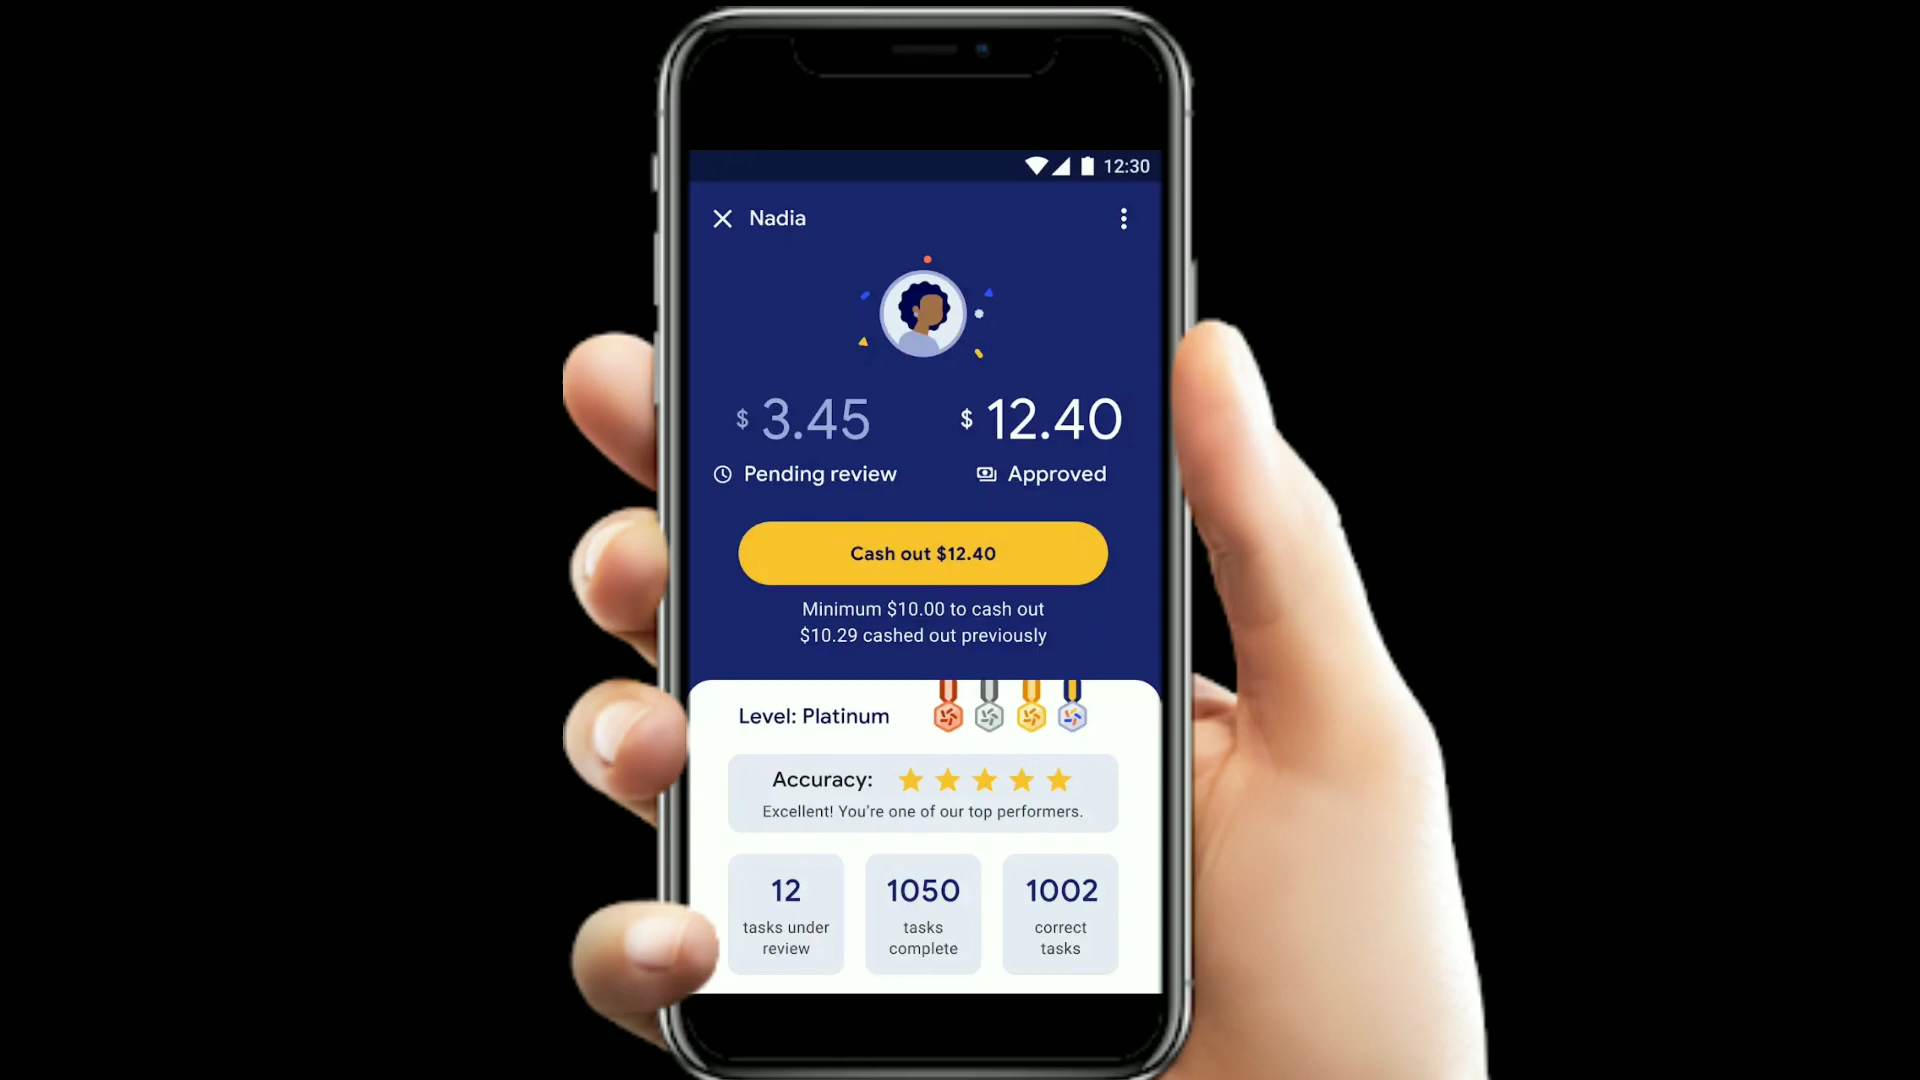 12:30
Nadia
$ 3.45
$ 12.40
Pending review
Approved
Cash out $12.40
Minimum $10.00 to cash out
$10.29 cashed out previously
Level: Platinum
Accuracy:
Excellent! You're one of our top performers.
12
tasks under
review
1050
tasks
complete
1002
correct
tasks